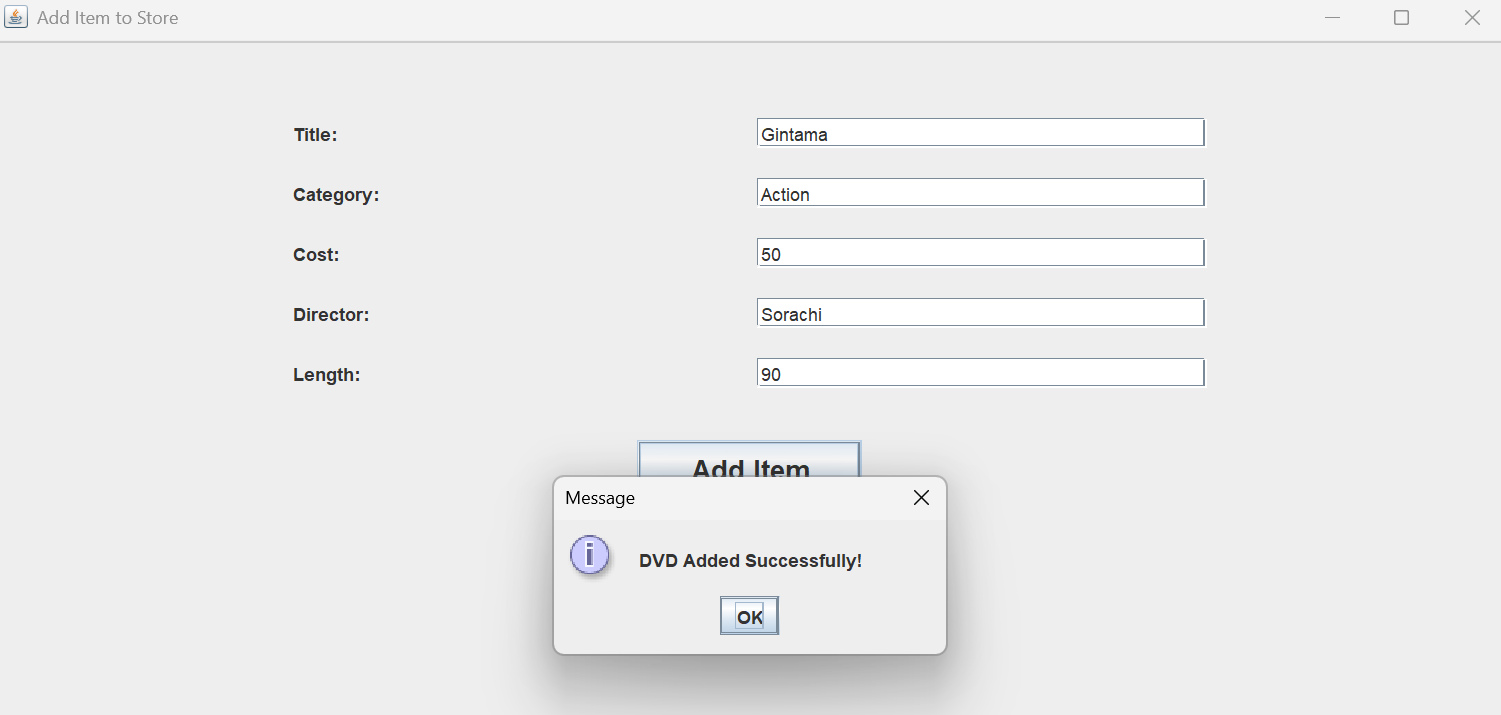 Add Item to Store
Title: Gintama
Category: Action
Cost: 50
Director: Sorachi
Length: 90
Add Item
Message
DVD Added Successfully!
OK